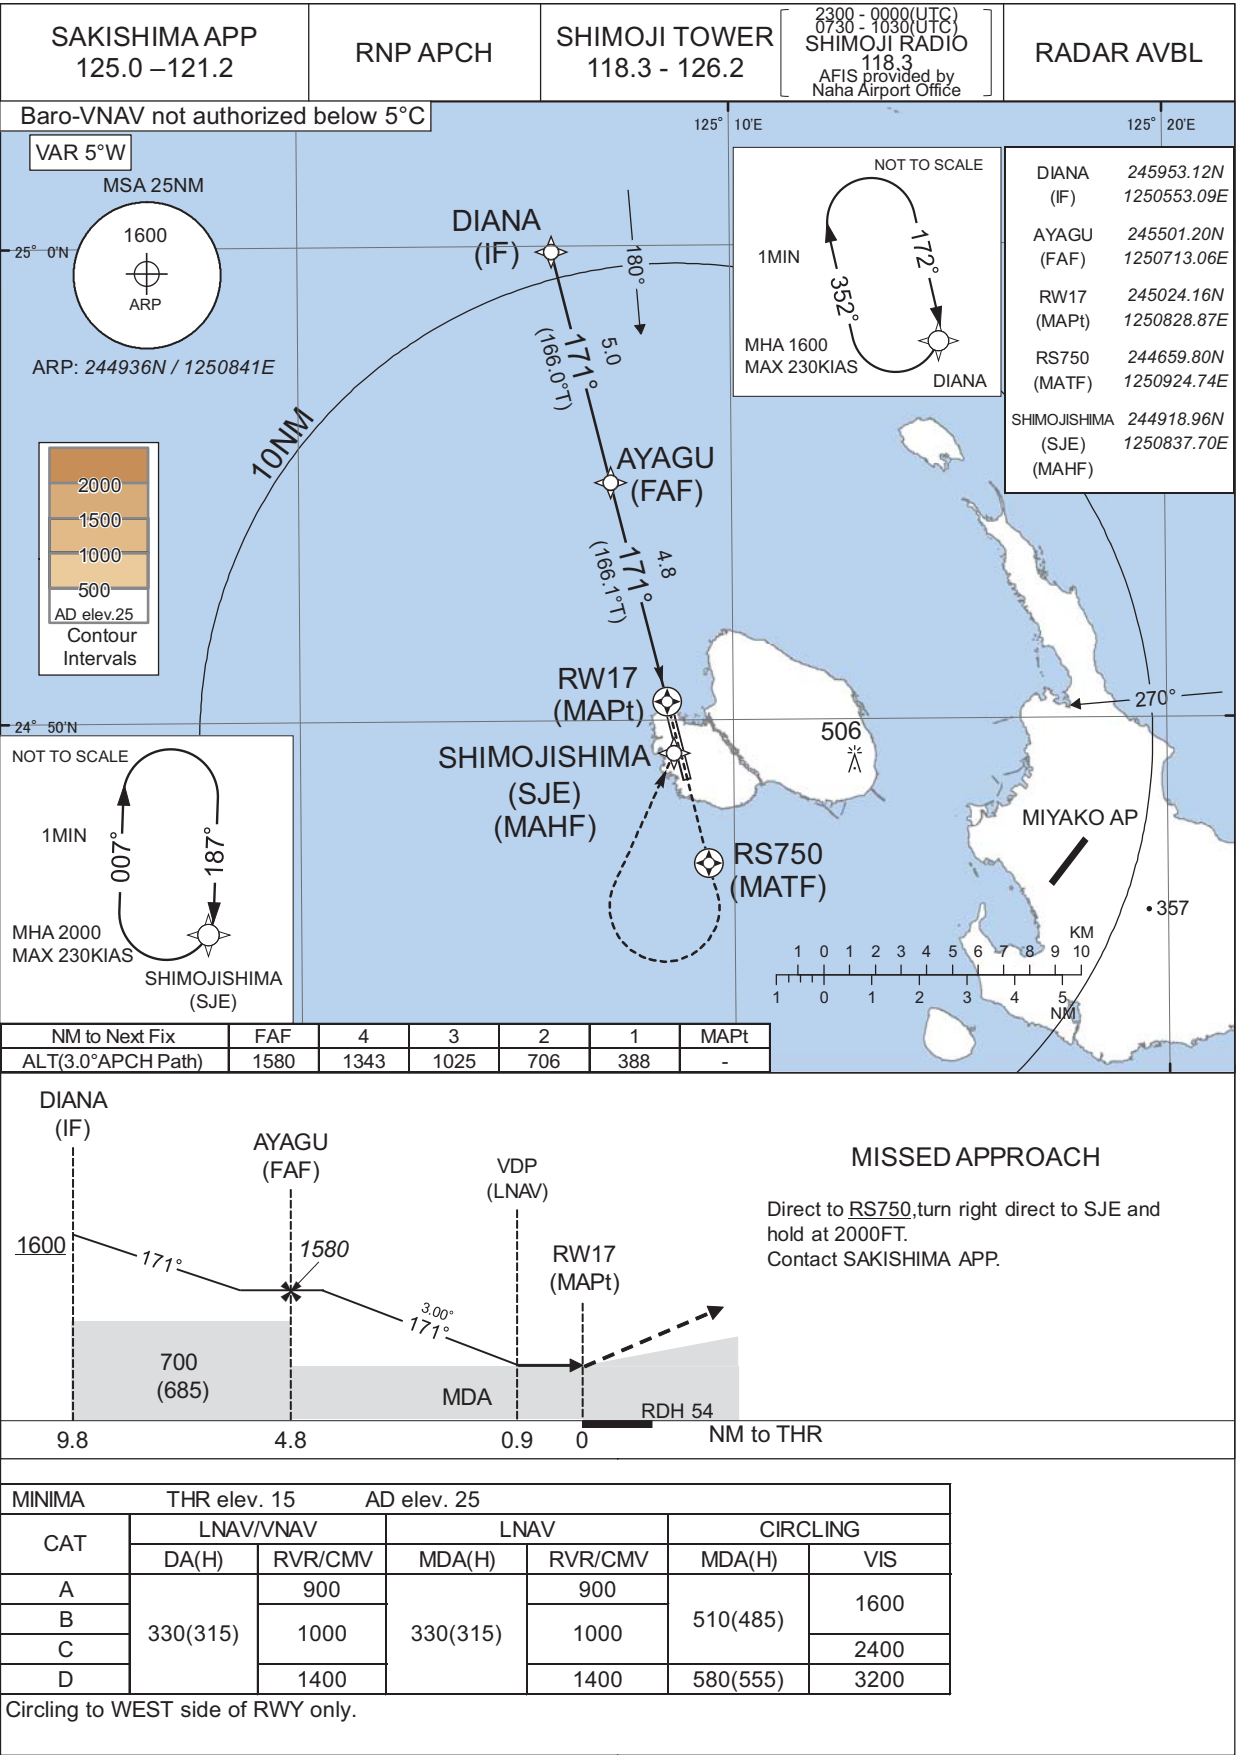 SAKISHIMA APP
125.0 –121.2
RNP APCH
SHIMOJI TOWER
118.3 - 126.2
2300 - 0000(UTC)
0730 - 1030(UTC)
SHIMOJI RADIO
118.3
AFIS provided by
Naha Airport Office
RADAR AVBL
Baro-VNAV not authorized below 5°C
VAR 5°W
MSA 25NM
1600
ARP
ARP: 244936N / 1250841E
125° 10'E
125° 20'E
25° 0'N
24° 50'N
DIANA
(IF)
180°
171°
(166.0°T)
5.0
10NM
AYAGU
(FAF)
171°
(166.1°T)
4.8
RW17
(MAPt)
SHIMOJISHIMA
(SJE)
(MAHF)
RS750
(MATF)
506
270°
MIYAKO AP
357
NOT TO SCALE
1MIN
172°
352°
MHA 1600
MAX 230KIAS
DIANA
DIANA 245953.12N
(IF) 1250553.09E
AYAGU 245501.20N
(FAF) 1250713.06E
RW17 245024.16N
(MAPt) 1250828.87E
RS750 244659.80N
(MATF) 1250924.74E
SHIMOJISHIMA 244918.96N
(SJE) 1250837.70E
(MAHF)
2000
1500
1000
500
AD elev.25
Contour
Intervals
NOT TO SCALE
1MIN
007°
187°
MHA 2000
MAX 230KIAS
SHIMOJISHIMA
(SJE)
KM
1 0 1 2 3 4 5 6 7 8 9 10
1 0 1 2 3 4 5
NM
NM to Next Fix FAF 4 3 2 1 MAPt
ALT(3.0°APCH Path) 1580 1343 1025 706 388 -
DIANA
(IF)
AYAGU
(FAF)
VDP
(LNAV)
RW17
(MAPt)
1600
171°
1580
3.00°
171°
700
(685)
MDA
RDH 54
9.8 4.8 0.9 0 NM to THR
MISSED APPROACH
Direct to RS750,turn right direct to SJE and
hold at 2000FT.
Contact SAKISHIMA APP.
MINIMA THR elev. 15 AD elev. 25
CAT LNAV/VNAV LNAV CIRCLING
DA(H) RVR/CMV MDA(H) RVR/CMV MDA(H) VIS
A 330(315) 900 330(315) 900 510(485) 1600
B 1000 1000
C 2400
D 1400 1400 580(555) 3200
Circling to WEST side of RWY only.